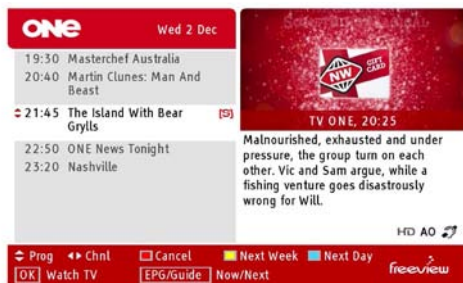 ONE
Wed 2 Dec
19:30 Masterchef Australia
20:40 Martin Clunes: Man And
Beast
21:45 The Island With Bear [S]
Grylls
22:50 ONE News Tonight
23:20 Nashville
NW
GIFT
CARD
TV ONE, 20:25
Malnourished, exhausted and under
pressure, the group turn on each
other. Vic and Sam argue, while a
fishing venture goes disastrously
wrong for Will.
HD AO
Prog Chnl Cancel Next Week Next Day
OK Watch TV EPG/Guide Now/Next
freeview